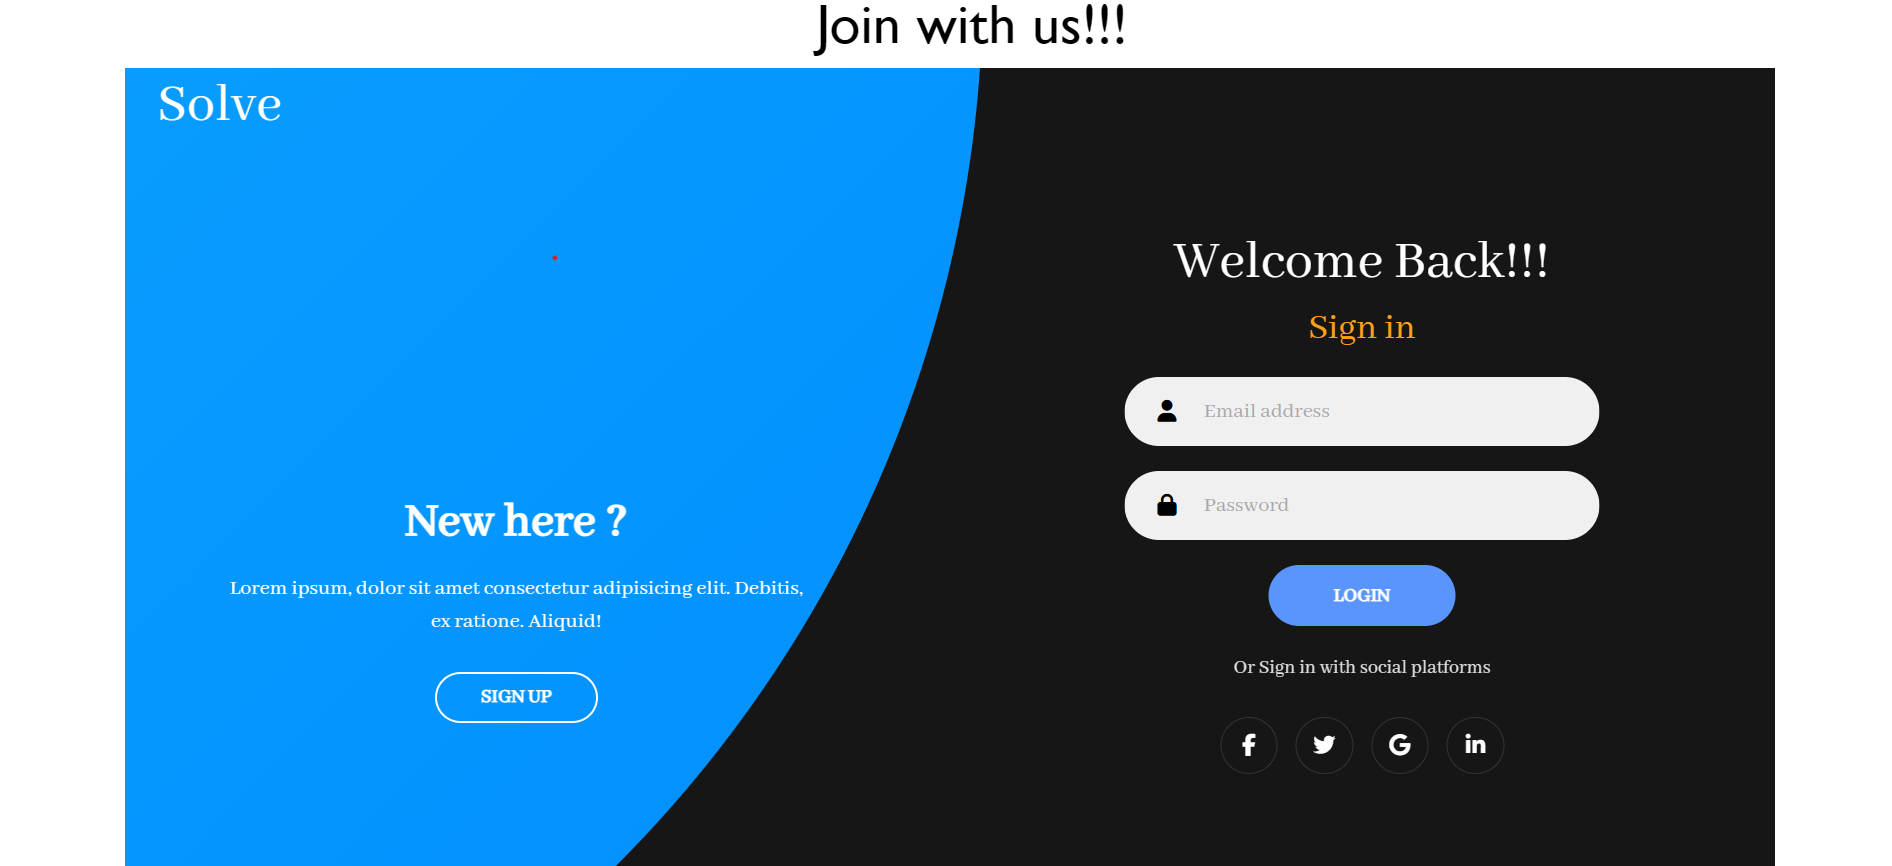 Join with us!!!
Solve
New here ?
Lorem ipsum, dolor sit amet consectetur adipisicing elit. Debitis,
ex ratione. Aliquid!
SIGN UP
Welcome Back!!!
Sign in
Email address
Password
LOGIN
Or Sign in with social platforms